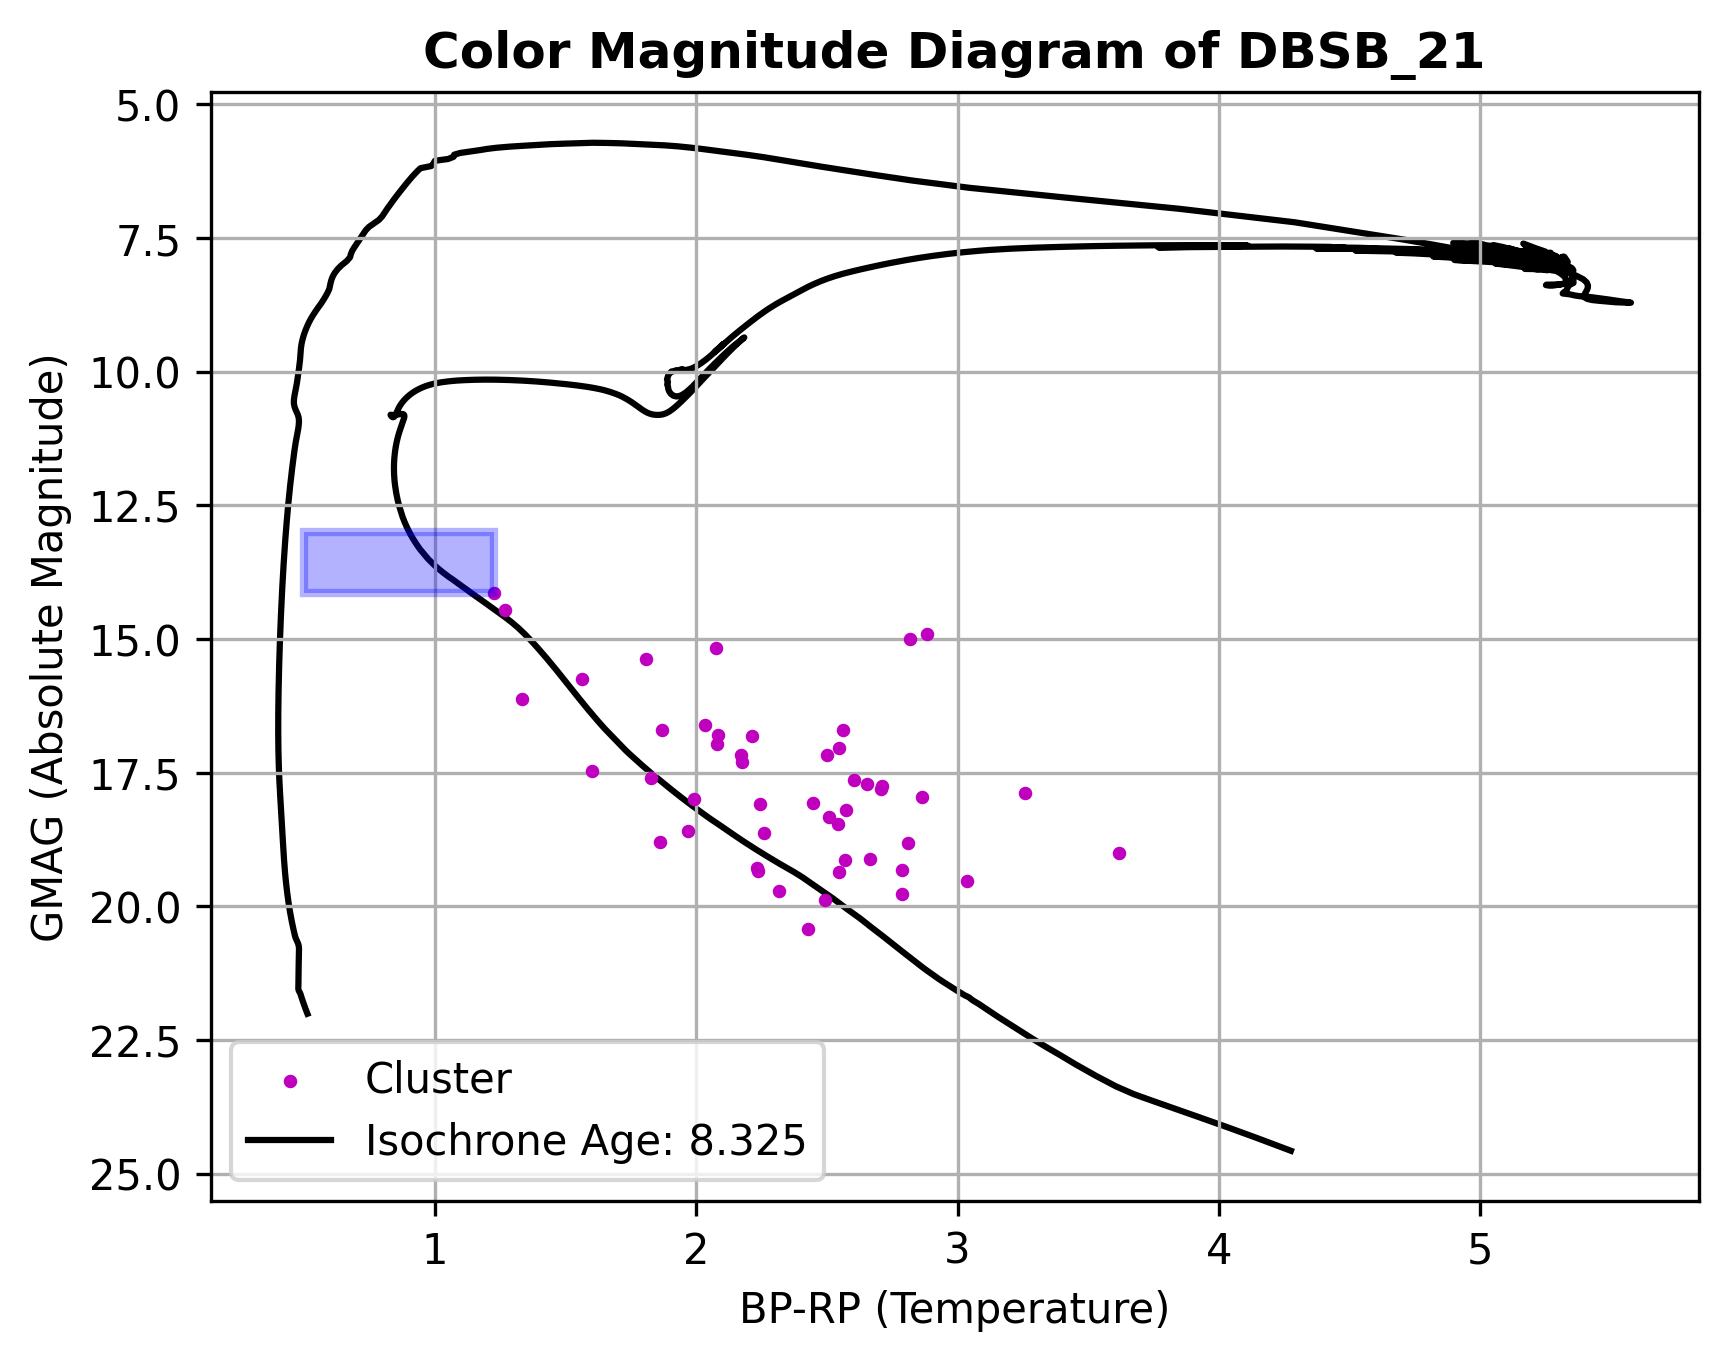 Color Magnitude Diagram of DBSB_21
GMAG (Absolute Magnitude)
5.0
7.5
10.0
12.5
15.0
17.5
20.0
22.5
25.0
Cluster
Isochrone Age: 8.325
1 2 3 4 5
BP-RP (Temperature)